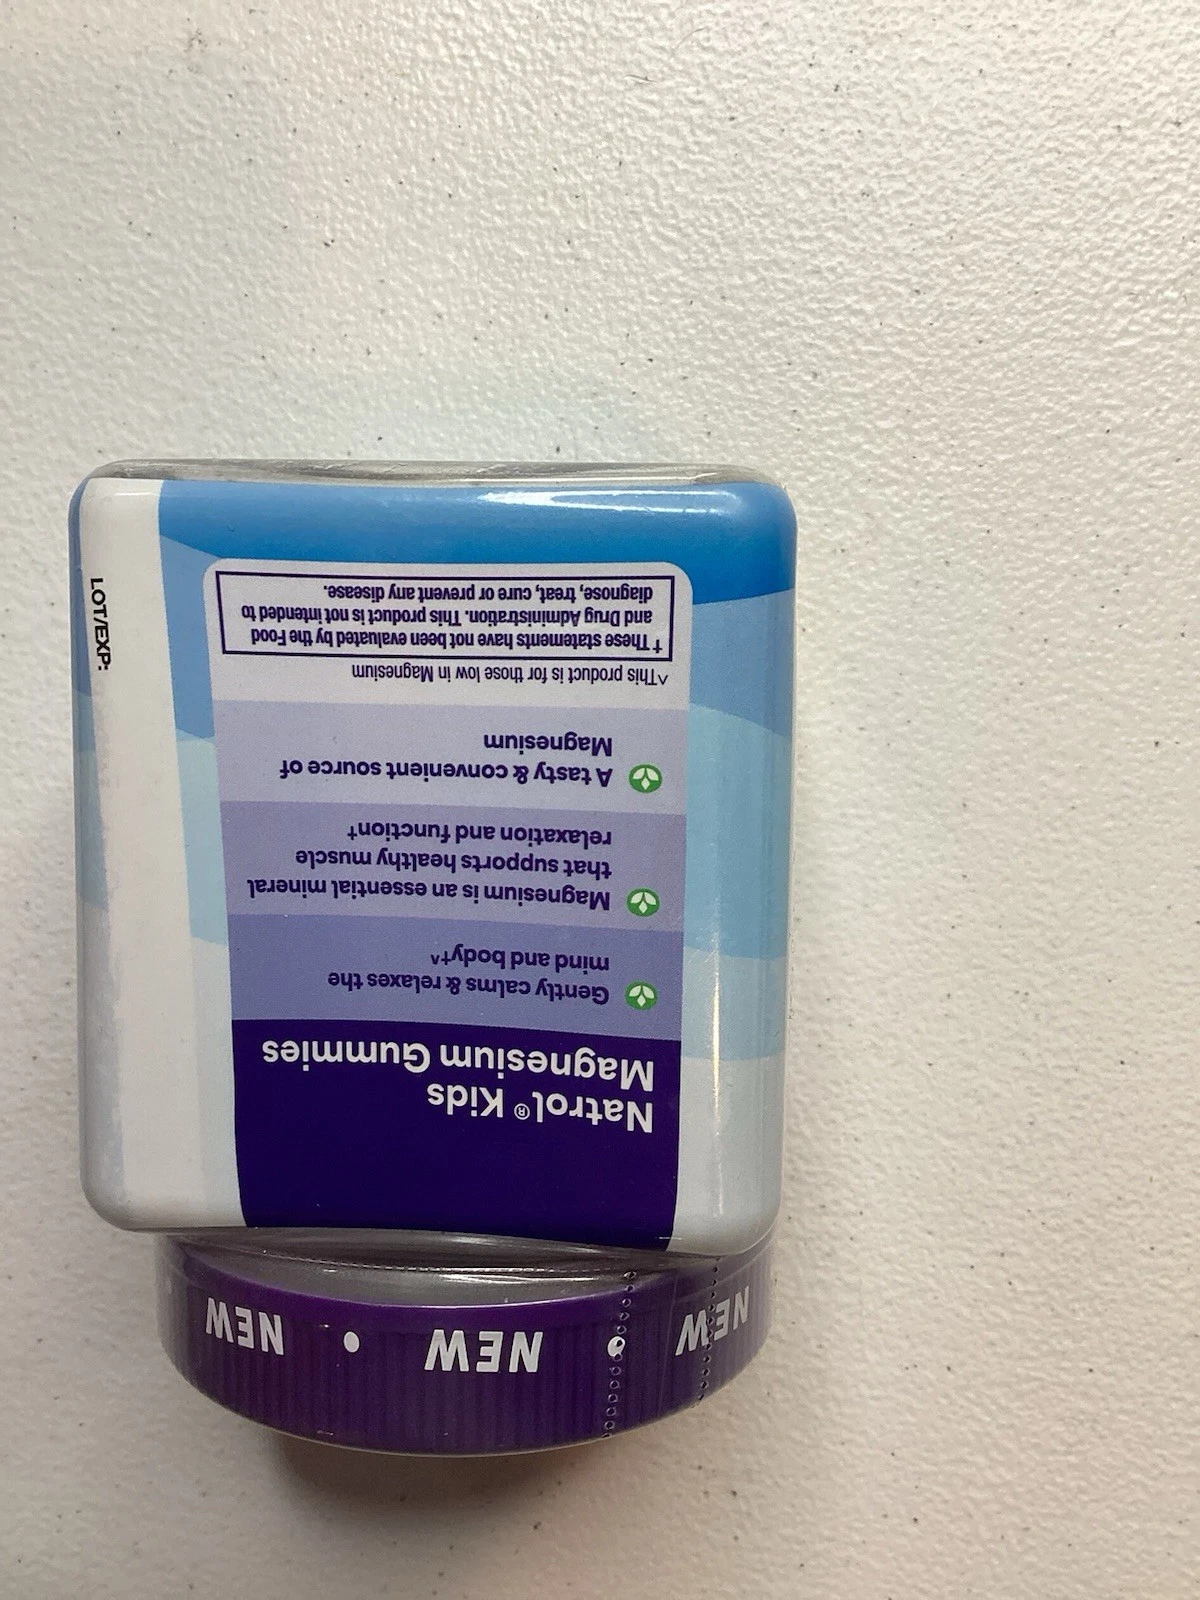 NEW • NEW • NEW
Natrol® Kids
Magnesium Gummies
Gently calms & relaxes the
mind and body†^
Magnesium is an essential mineral
that supports healthy muscle
relaxation and function†
A tasty & convenient source of
Magnesium
^This product is for those low in Magnesium
†These statements have not been evaluated by the Food
and Drug Administration. This product is not intended to
diagnose, treat, cure or prevent any disease.
LOT/EXP: